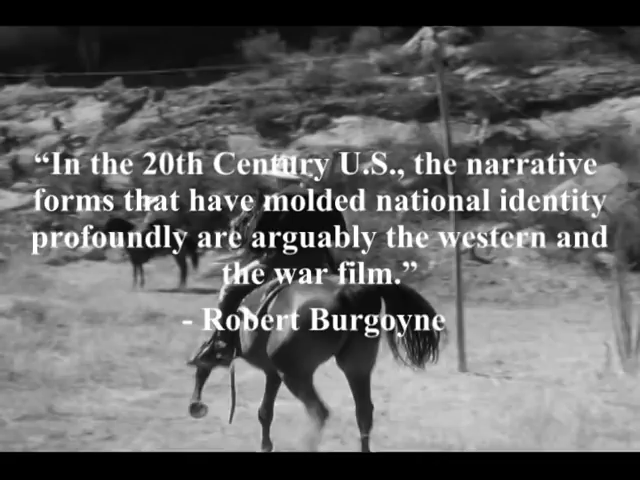 “In the 20th Century U.S., the narrative
forms that have molded national identity
profoundly are arguably the western and
the war film.”
- Robert Burgoyne